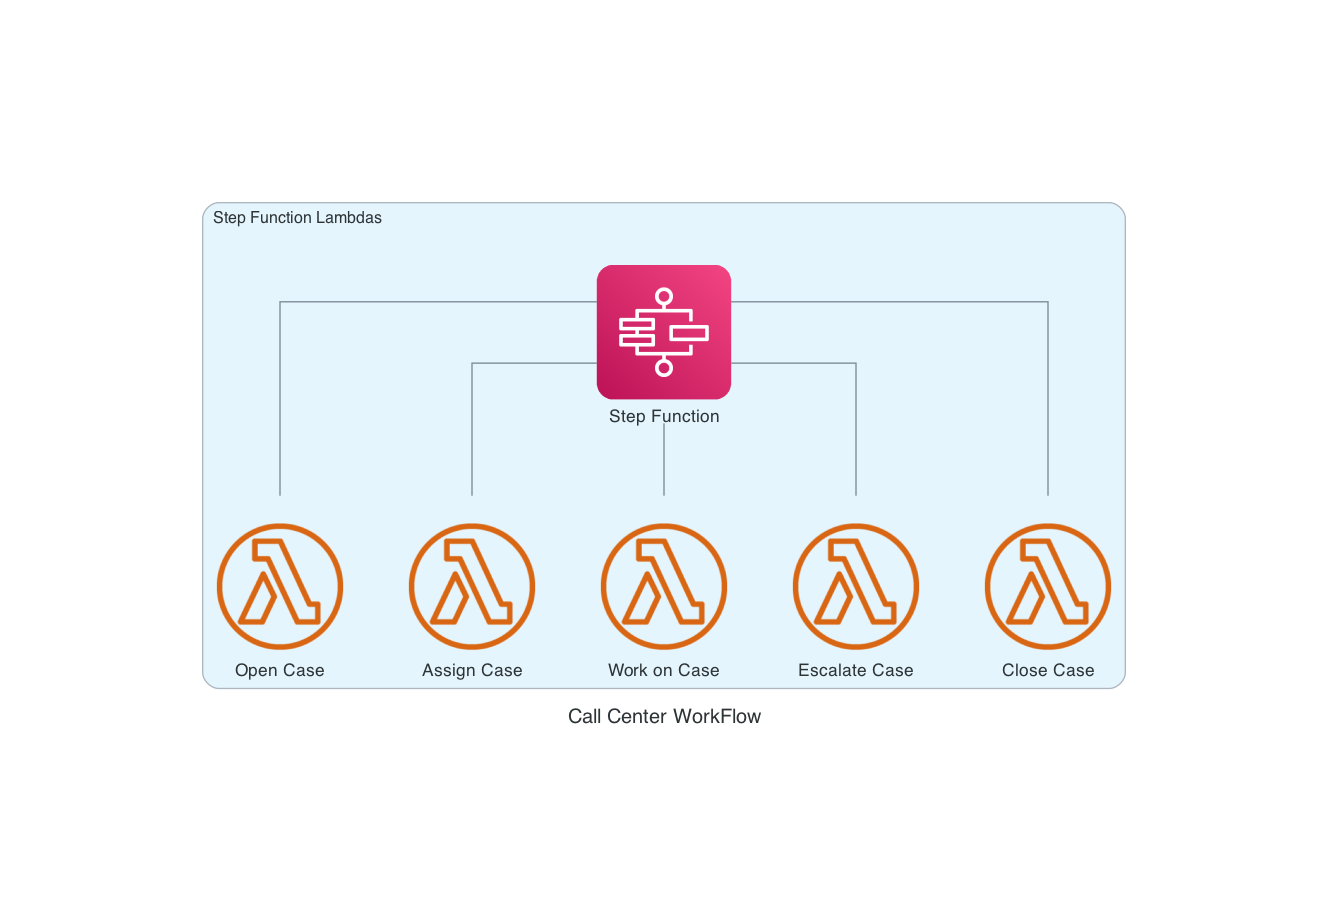 Step Function Lambdas
Step Function
Open Case
Assign Case
Work on Case
Escalate Case
Close Case
Call Center WorkFlow